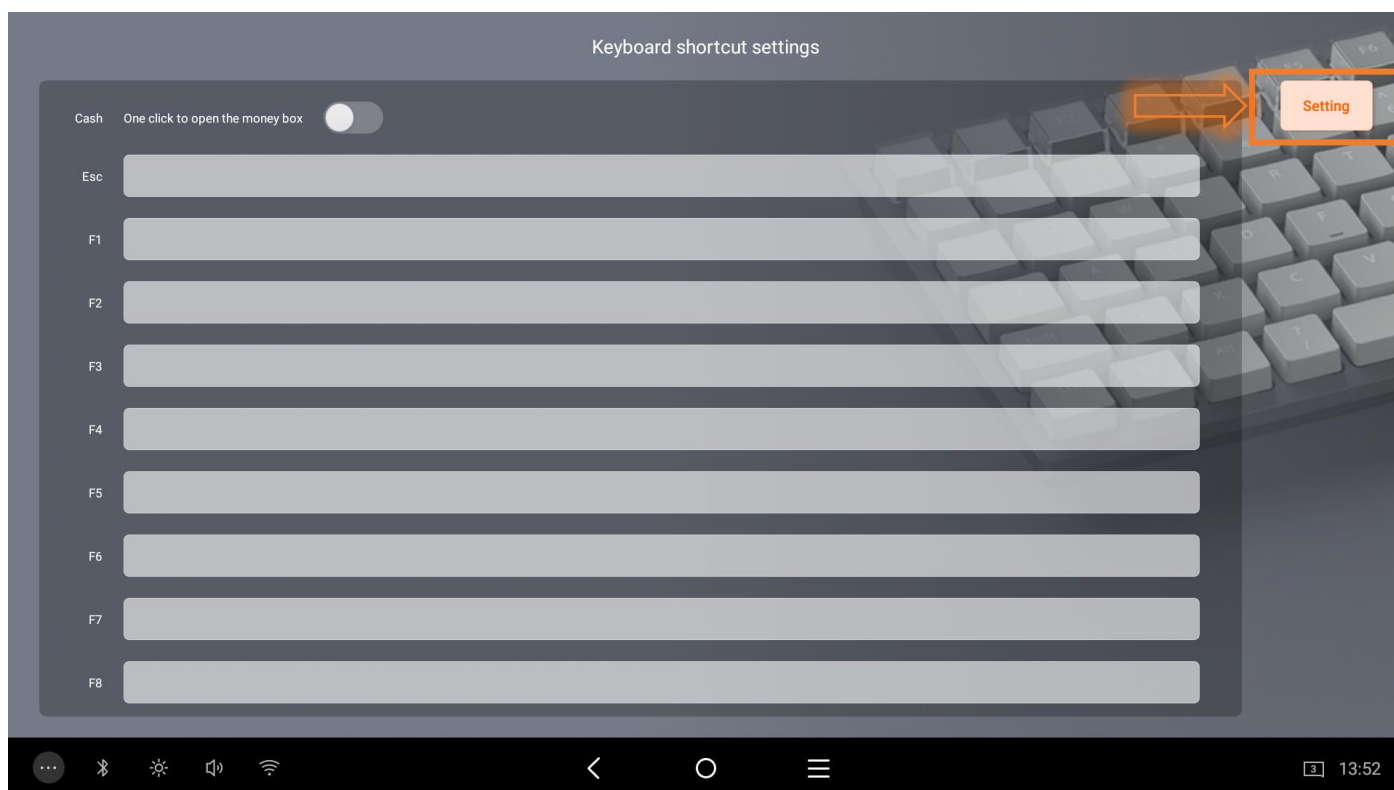 Keyboard shortcut settings
Setting
Cash One click to open the money box
Esc
F1
F2
F3
F4
F5
F6
F7
F8
3 13:52